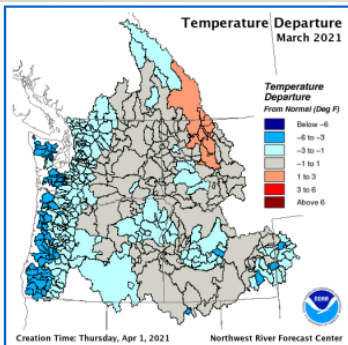 Temperature Departure
March 2021
Temperature
Departure
From Normal (Deg F)
Below -6
-6 to -3
-3 to -1
-1 to 1
1 to 3
3 to 6
Above 6
NOAA
Creation Time: Thursday, Apr 1, 2021
Northwest River Forecast Center